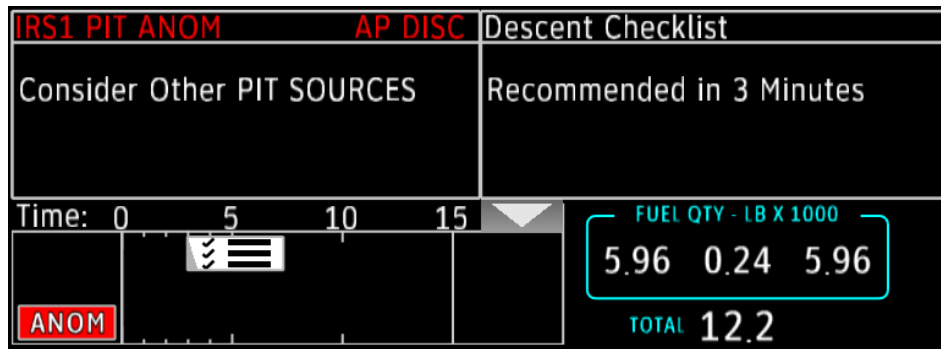 IRS1 PIT ANOM AP DISC
Consider Other PIT SOURCES
Descent Checklist
Recommended in 3 Minutes
Time: 0 5 10 15
ANOM
FUEL QTY - LB X 1000
5.96 0.24 5.96
TOTAL 12.2